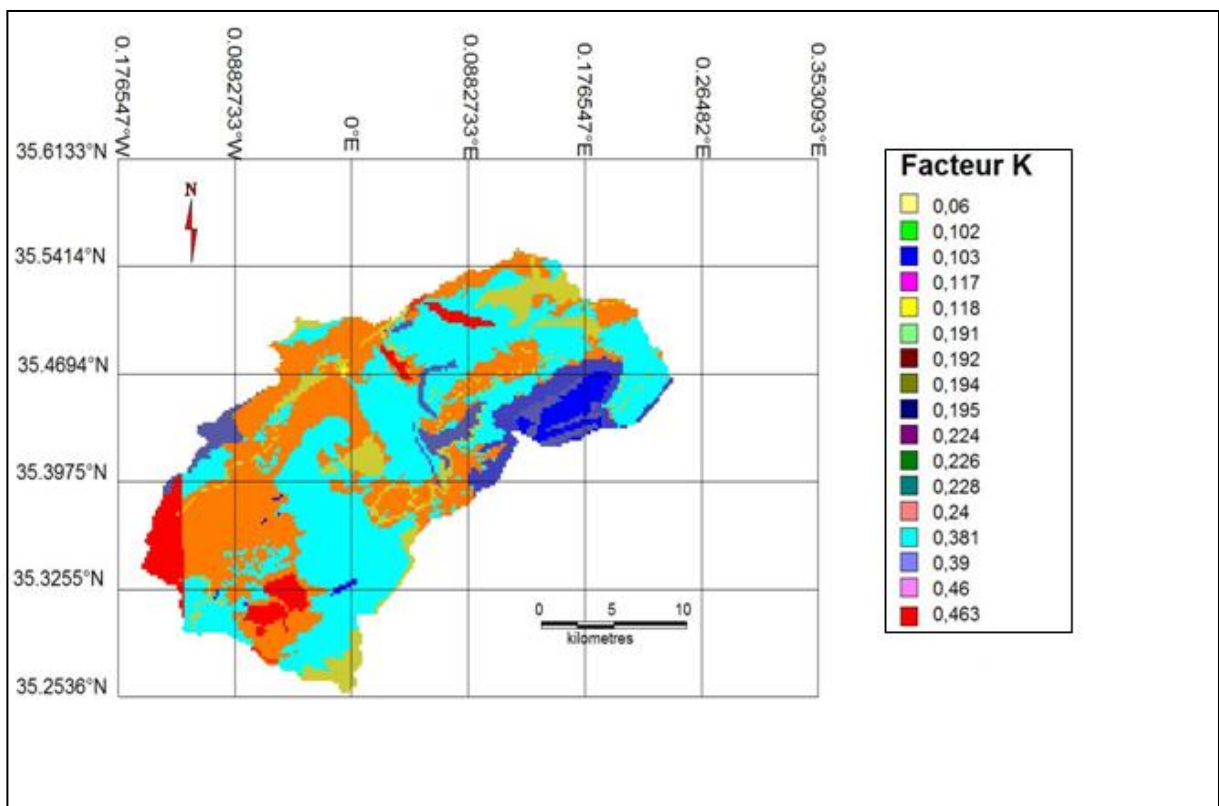 0.176547°W
0.0882733°W
0°E
0.0882733°E
0.176547°E
0.26482°E
0.353093°E
35.6133°N
35.5414°N
35.4694°N
35.3975°N
35.3255°N
35.2536°N
N
0 5 10
kilometres
Facteur K
0,06
0,102
0,103
0,117
0,118
0,191
0,192
0,194
0,195
0,224
0,226
0,228
0,24
0,381
0,39
0,46
0,463